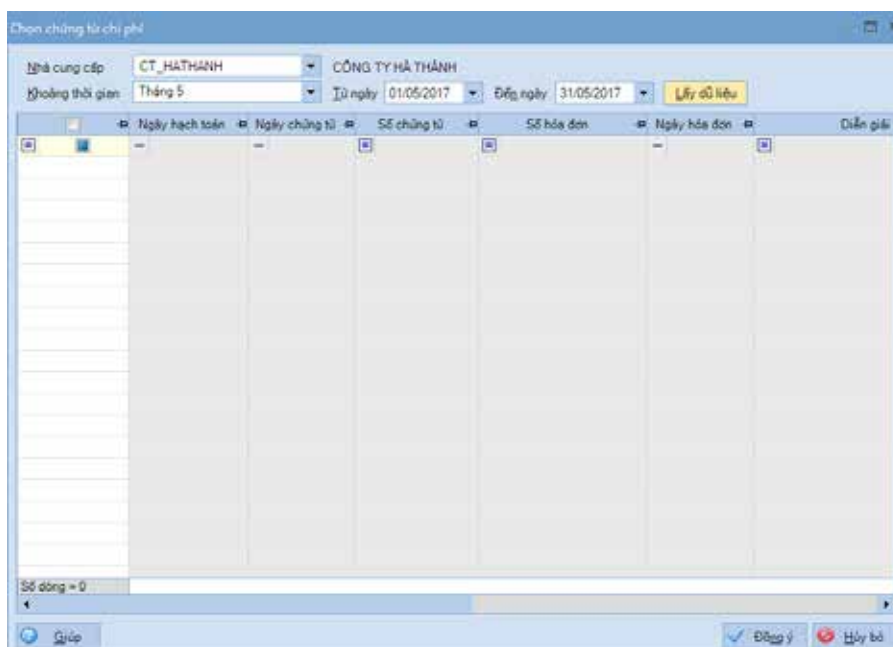 Chọn chứng từ chi phí
Nhà cung cấp CT_HATHANH CÔNG TY HÀ THÀNH
Khoảng thời gian Tháng 5 Từ ngày 01/05/2017 Đến ngày 31/05/2017 Lấy dữ liệu
Ngày hạch toán Ngày chứng từ Số chứng từ Số hóa đơn Ngày hóa đơn Diễn giải
Số dòng = 0
Giúp Đồng ý Hủy bỏ